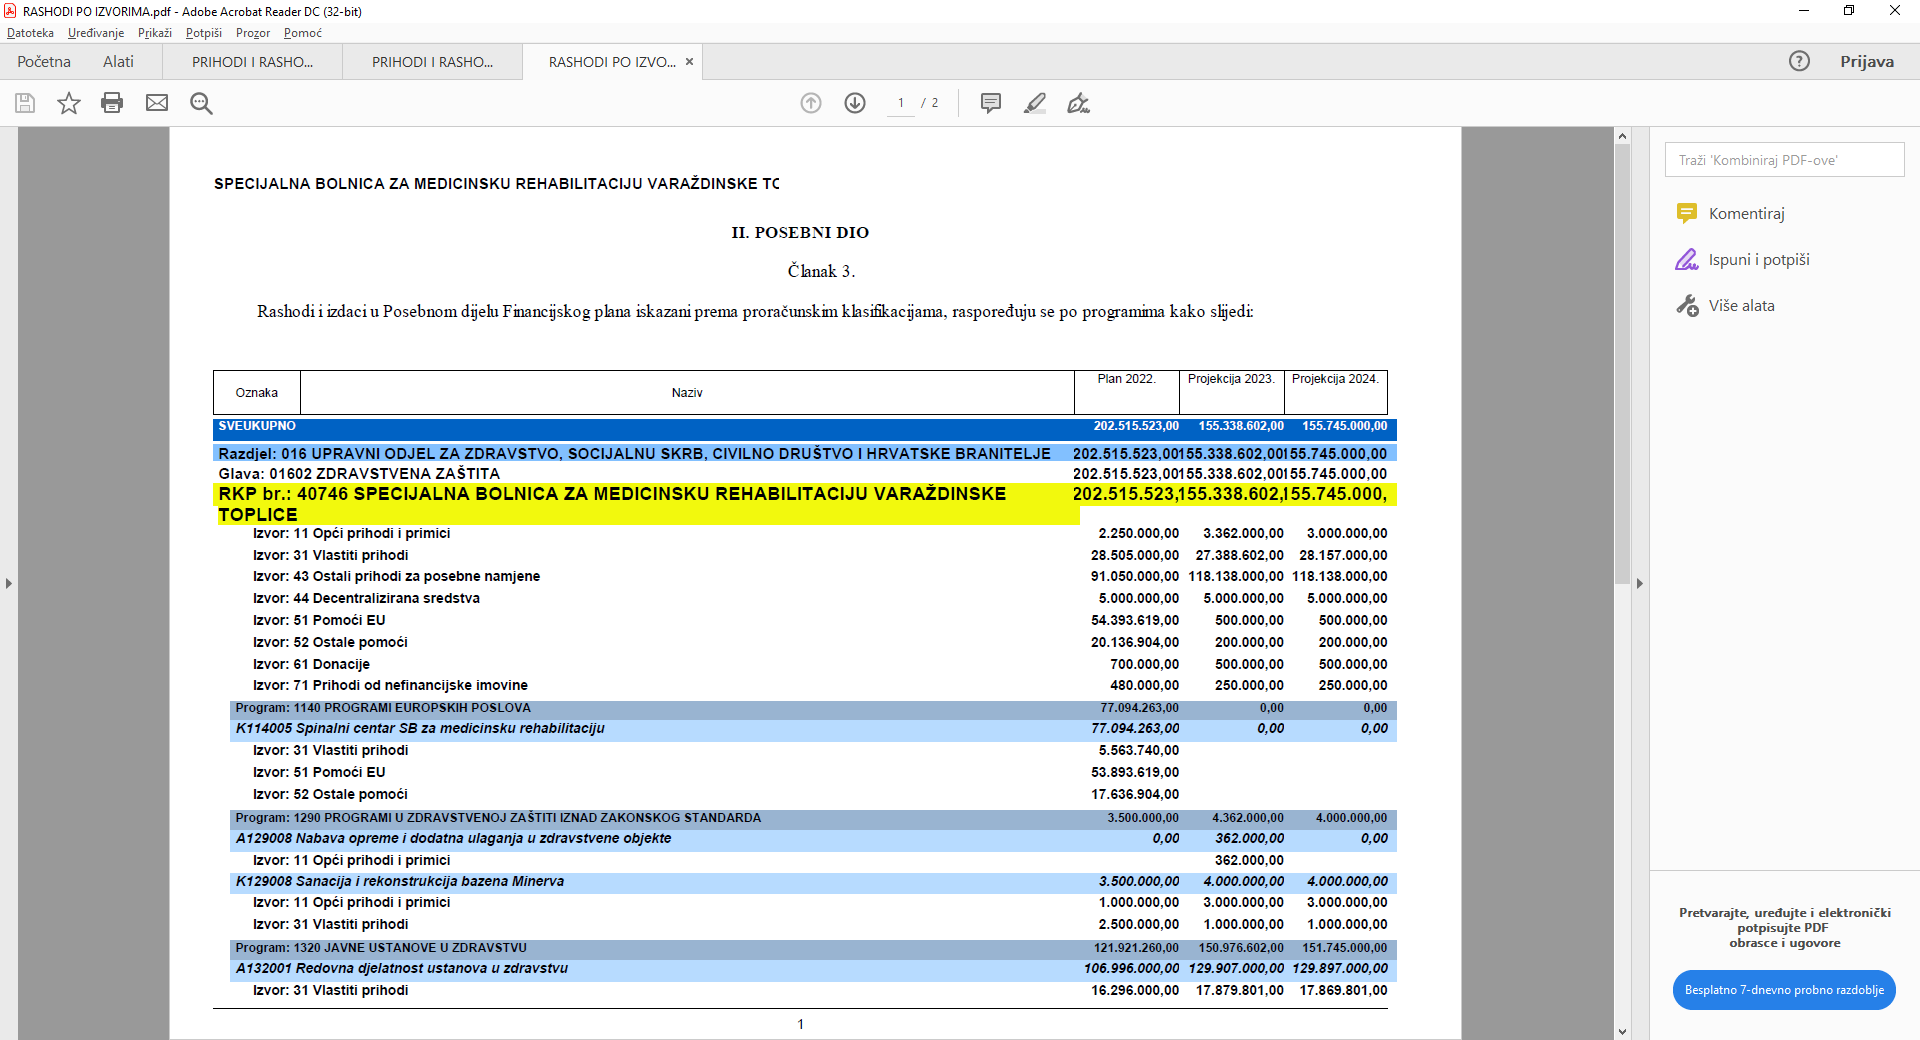 RASHODI PO IZVORIMA.pdf - Adobe Acrobat Reader DC (32-bit)
Datoteka Uređivanje Prikaži Potpiši Prozor Pomoć
Početna Alati PRIHODI I RASHO... PRIHODI I RASHO... RASHODI PO IZVO... × ? Prijava
1 / 2
Traži 'Kombiniraj PDF-ove'
Komentiraj
Ispuni i potpiši
Više alata
SPECIJALNA BOLNICA ZA MEDICINSKU REHABILITACIJU VARAŽDINSKE TO
II. POSEBNI DIO
Članak 3.
Rashodi i izdaci u Posebnom dijelu Financijskog plana iskazani prema proračunskim klasifikacijama, raspoređuju se po programima kako slijedi:
Oznaka Naziv Plan 2022. Projekcija 2023. Projekcija 2024.
SVEUKUPNO 202.515.523,00 155.338.602,00 155.745.000,00
Razdjel: 016 UPRAVNI ODJEL ZA ZDRAVSTVO, SOCIJALNU SKRB, CIVILNO DRUŠTVO I HRVATSKE BRANITELJE 202.515.523,00 155.338.602,00 155.745.000,00
Glava: 01602 ZDRAVSTVENA ZAŠTITA 202.515.523,00 155.338.602,00 155.745.000,00
RKP br.: 40746 SPECIJALNA BOLNICA ZA MEDICINSKU REHABILITACIJU VARAŽDINSKE 202.515.523, 155.338.602, 155.745.000,
TOPLICE
Izvor: 11 Opći prihodi i primici 2.250.000,00 3.362.000,00 3.000.000,00
Izvor: 31 Vlastiti prihodi 28.505.000,00 27.388.602,00 28.157.000,00
Izvor: 43 Ostali prihodi za posebne namjene 91.050.000,00 118.138.000,00 118.138.000,00
Izvor: 44 Decentralizirana sredstva 5.000.000,00 5.000.000,00 5.000.000,00
Izvor: 51 Pomoći EU 54.393.619,00 500.000,00 500.000,00
Izvor: 52 Ostale pomoći 20.136.904,00 200.000,00 200.000,00
Izvor: 61 Donacije 700.000,00 500.000,00 500.000,00
Izvor: 71 Prihodi od nefinancijske imovine 480.000,00 250.000,00 250.000,00
Program: 1140 PROGRAMI EUROPSKIH POSLOVA 77.094.263,00 0,00 0,00
K114005 Spinalni centar SB za medicinsku rehabilitaciju 77.094.263,00 0,00 0,00
Izvor: 31 Vlastiti prihodi 5.563.740,00
Izvor: 51 Pomoći EU 53.893.619,00
Izvor: 52 Ostale pomoći 17.636.904,00
Program: 1290 PROGRAMI U ZDRAVSTVENOJ ZAŠTITI IZNAD ZAKONSKOG STANDARDA 3.500.000,00 4.362.000,00 4.000.000,00
A129008 Nabava opreme i dodatna ulaganja u zdravstvene objekte 0,00 362.000,00 0,00
Izvor: 11 Opći prihodi i primici 362.000,00
K129008 Sanacija i rekonstrukcija bazena Minerva 3.500.000,00 4.000.000,00 4.000.000,00
Izvor: 11 Opći prihodi i primici 1.000.000,00 3.000.000,00 3.000.000,00
Izvor: 31 Vlastiti prihodi 2.500.000,00 1.000.000,00 1.000.000,00
Program: 1320 JAVNE USTANOVE U ZDRAVSTVU 121.921.260,00 150.976.602,00 151.745.000,00
A132001 Redovna djelatnost ustanova u zdravstvu 106.996.000,00 129.907.000,00 129.897.000,00
Izvor: 31 Vlastiti prihodi 16.296.000,00 17.879.801,00 17.869.801,00
1
Pretvarajte, uređujte i elektronički
potpisujte PDF
obrasce i ugovore
Besplatno 7-dnevno probno razdoblje